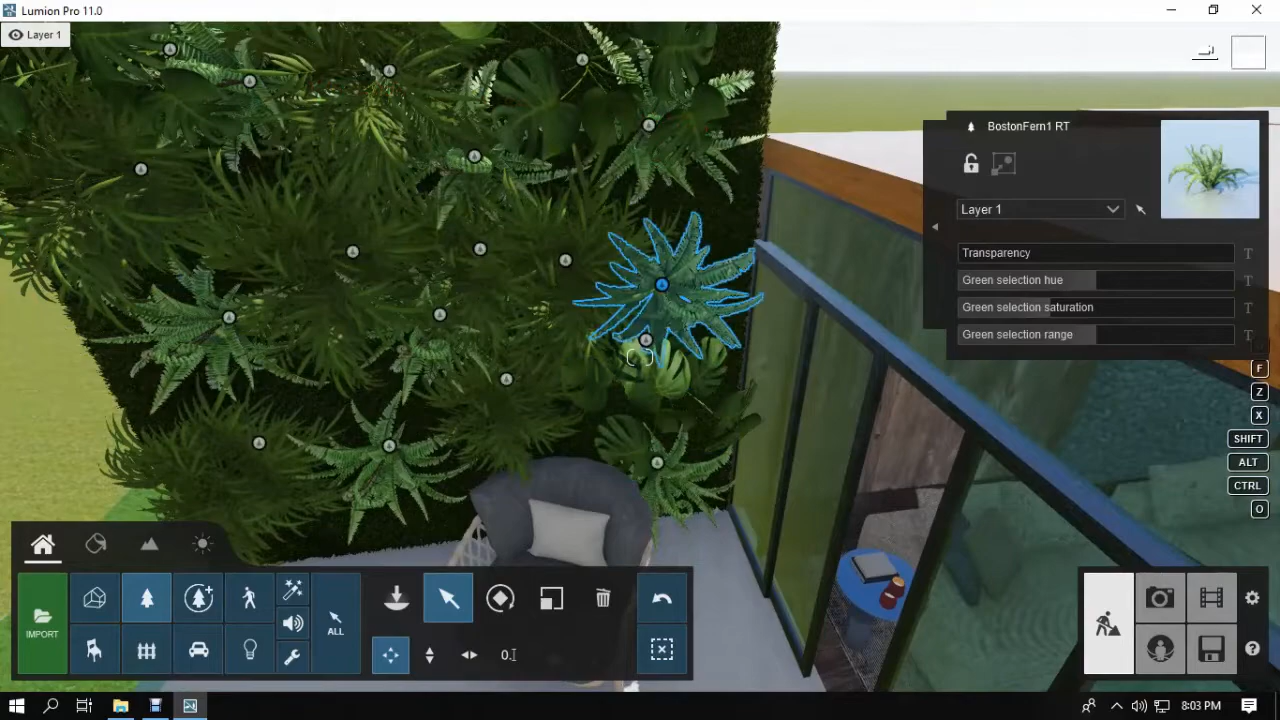 Lumion Pro 11.0
Layer 1
BostonFern1 RT
Layer 1
Transparency
T
Green selection hue
T
Green selection saturation
T
Green selection range
T
F
Z
X
SHIFT
ALT
CTRL
O
IMPORT
ALL
0.
8:03 PM